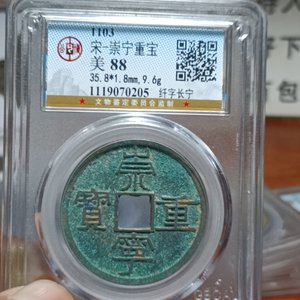 1103
宋-崇宁重宝
美 88
35.8*1.8mm,9.6g
1119070205 纤字长宁
★ ★ ★ ★ 文物鉴定委员会监制 ★ ★ ★ ★
崇
寶 重
寧